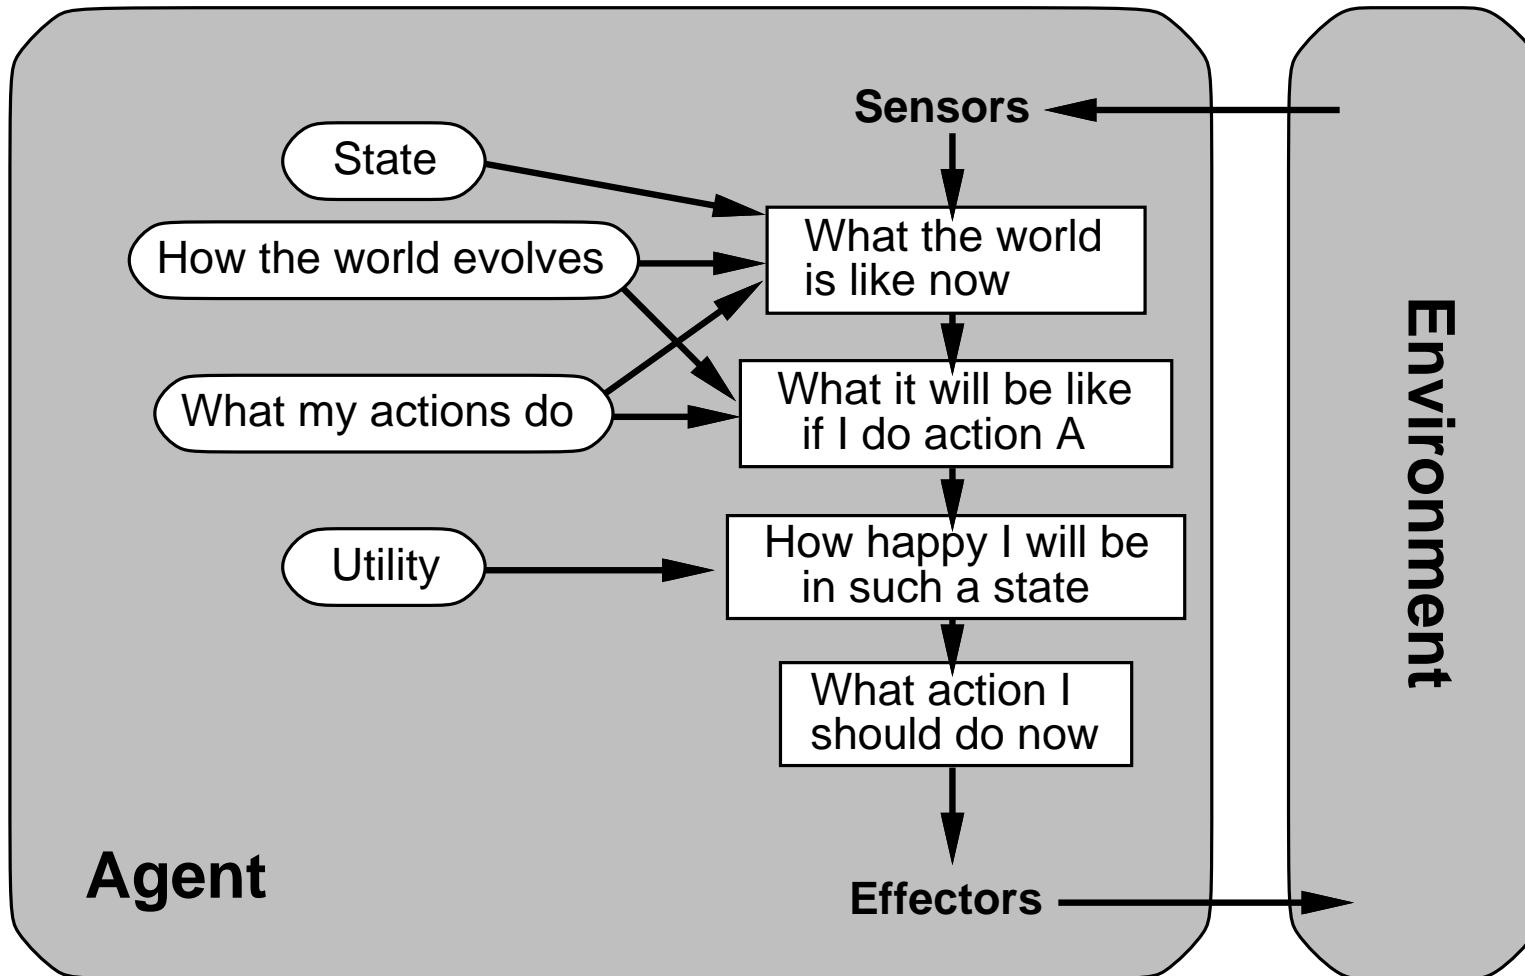 Sensors
State
What the world
is like now
How the world evolves
What it will be like
if I do action A
What my actions do
How happy I will be
in such a state
Utility
What action I
should do now
Effectors
Agent
Environment